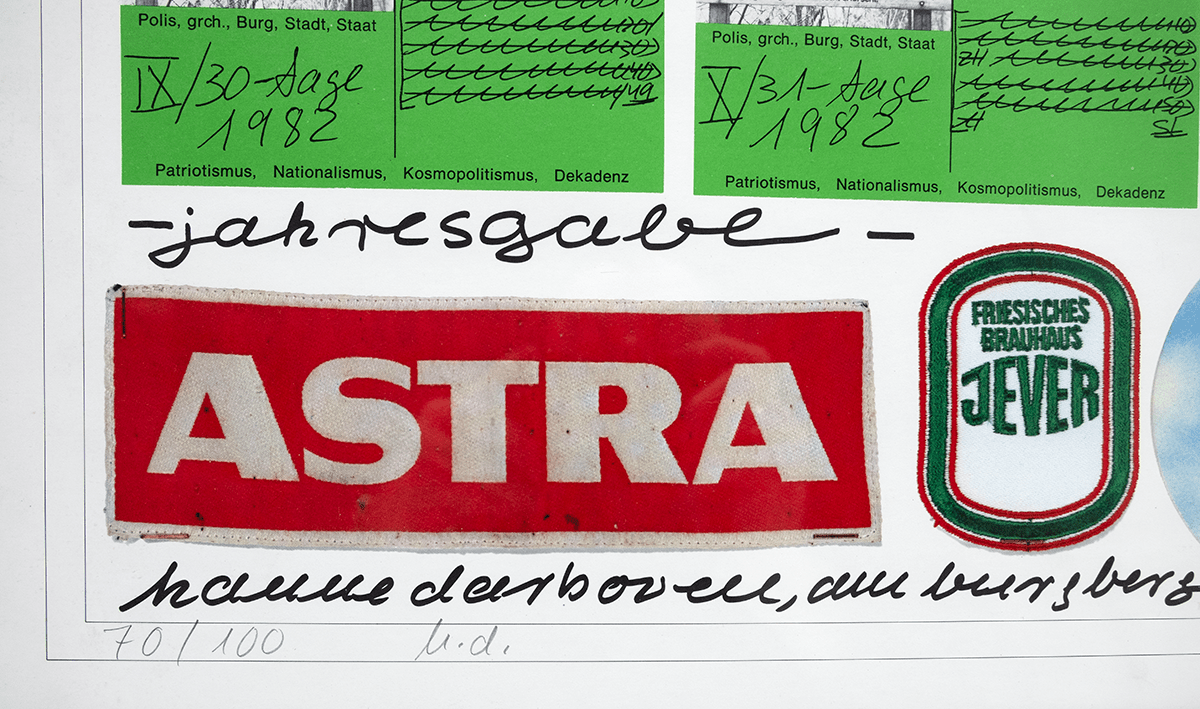 Polis, grch., Burg, Stadt, Staat
IX/30-Tage
1982
Patriotismus, Nationalismus, Kosmopolitismus, Dekadenz
Polis, grch., Burg, Stadt, Staat
X/31-Tage
1982
Patriotismus, Nationalismus, Kosmopolitismus, Dekadenz
-jahresgabe-
ASTRA
FRIESISCHES
BRAUHAUS
JEVER
hanne darboven, am burgberg
70/100 h.d.